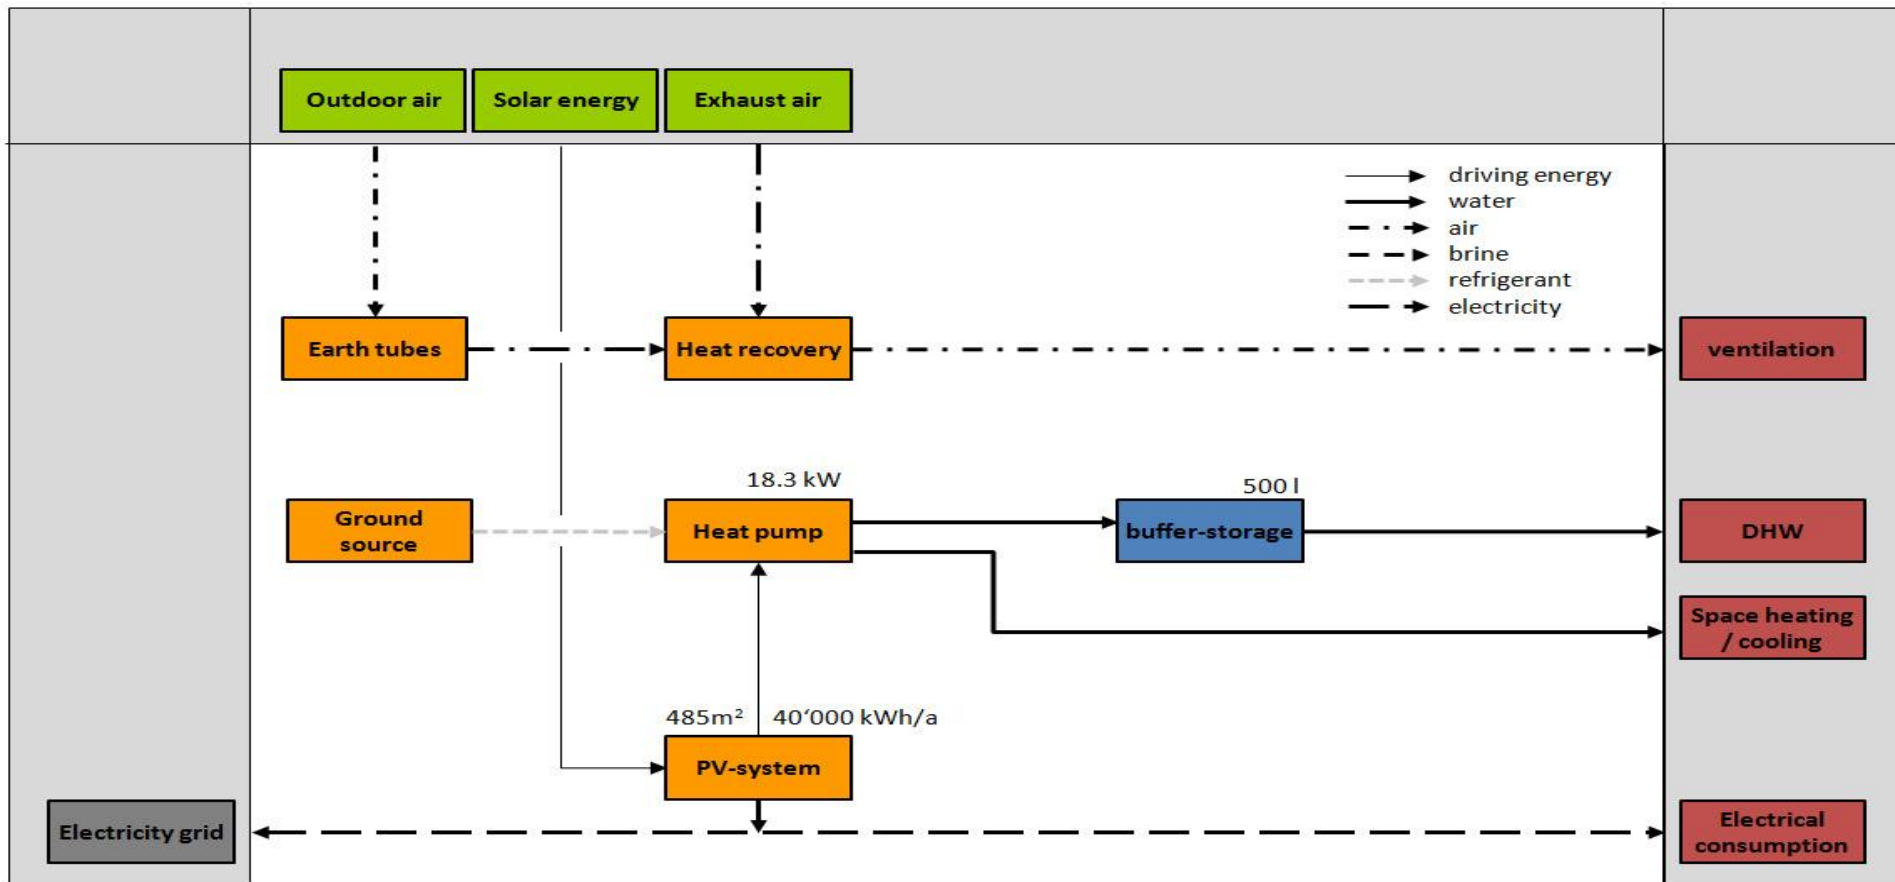 Outdoor air
Solar energy
Exhaust air
driving energy
water
air
brine
refrigerant
electricity
Earth tubes
Heat recovery
ventilation
18.3 kW
500 l
Ground
source
Heat pump
buffer-storage
DHW
Space heating
/ cooling
485m² 40‘000 kWh/a
PV-system
Electricity grid
Electrical
consumption